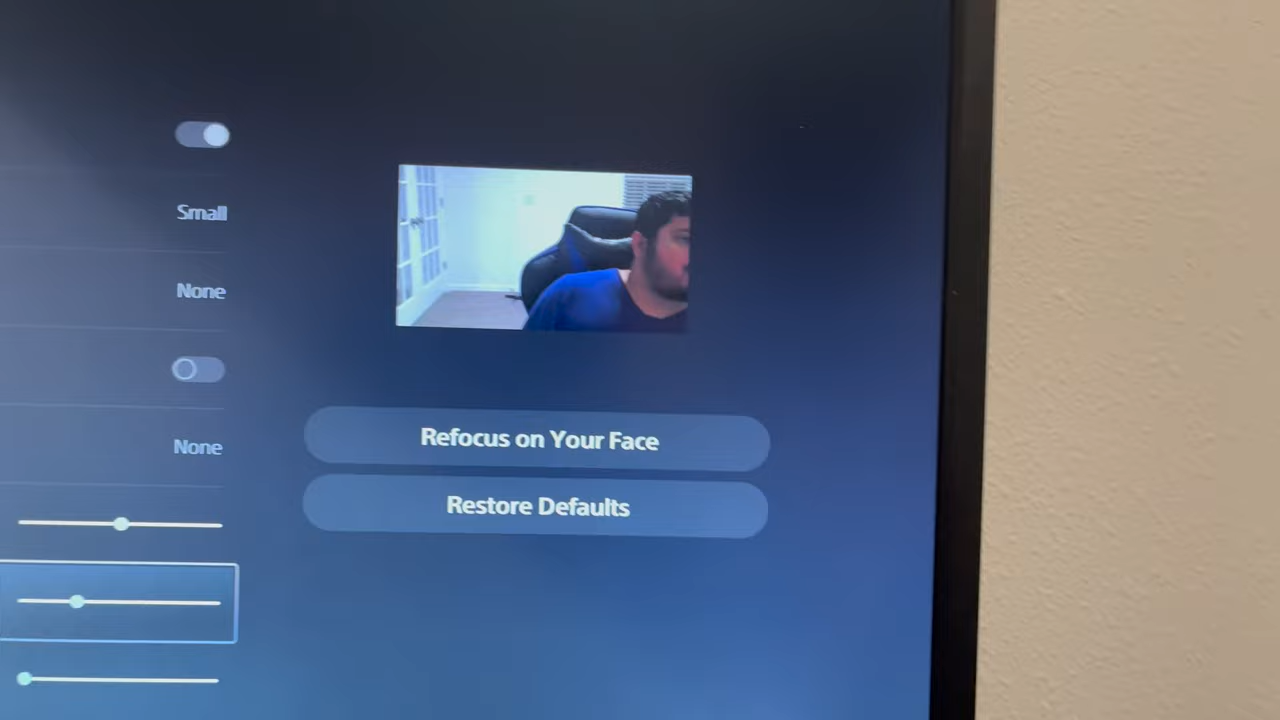 Small
None
None
Refocus on Your Face
Restore Defaults